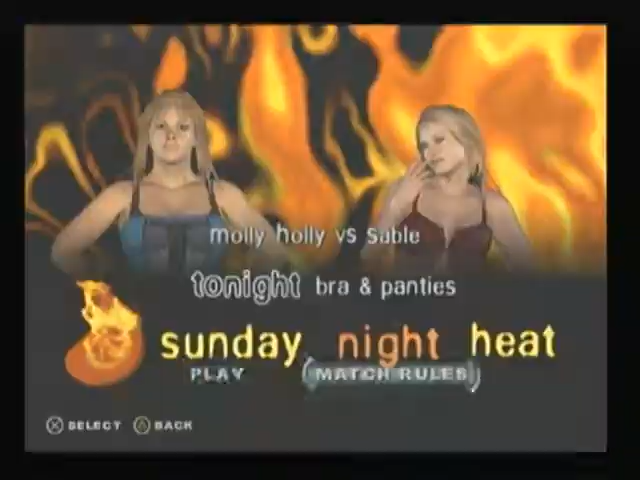 molly holly vs sable
tonight bra & panties
sunday night heat
PLAY (MATCH RULES)
SELECT BACK